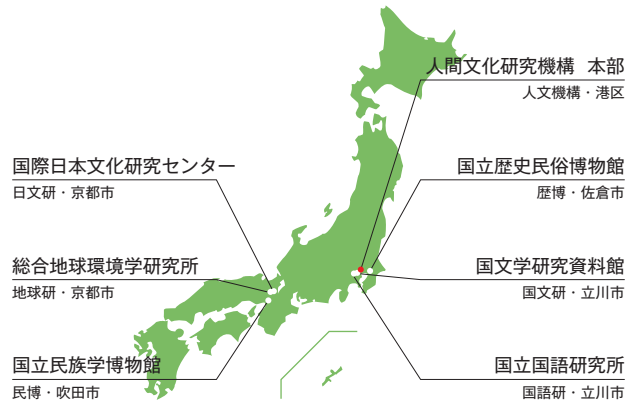 人間文化研究機構 本部
人文機構・港区
国際日本文化研究センター
日文研・京都市
国立歴史民俗博物館
歴博・佐倉市
総合地球環境学研究所
地球研・京都市
国文学研究資料館
国文研・立川市
国立民族学博物館
民博・吹田市
国立国語研究所
国語研・立川市